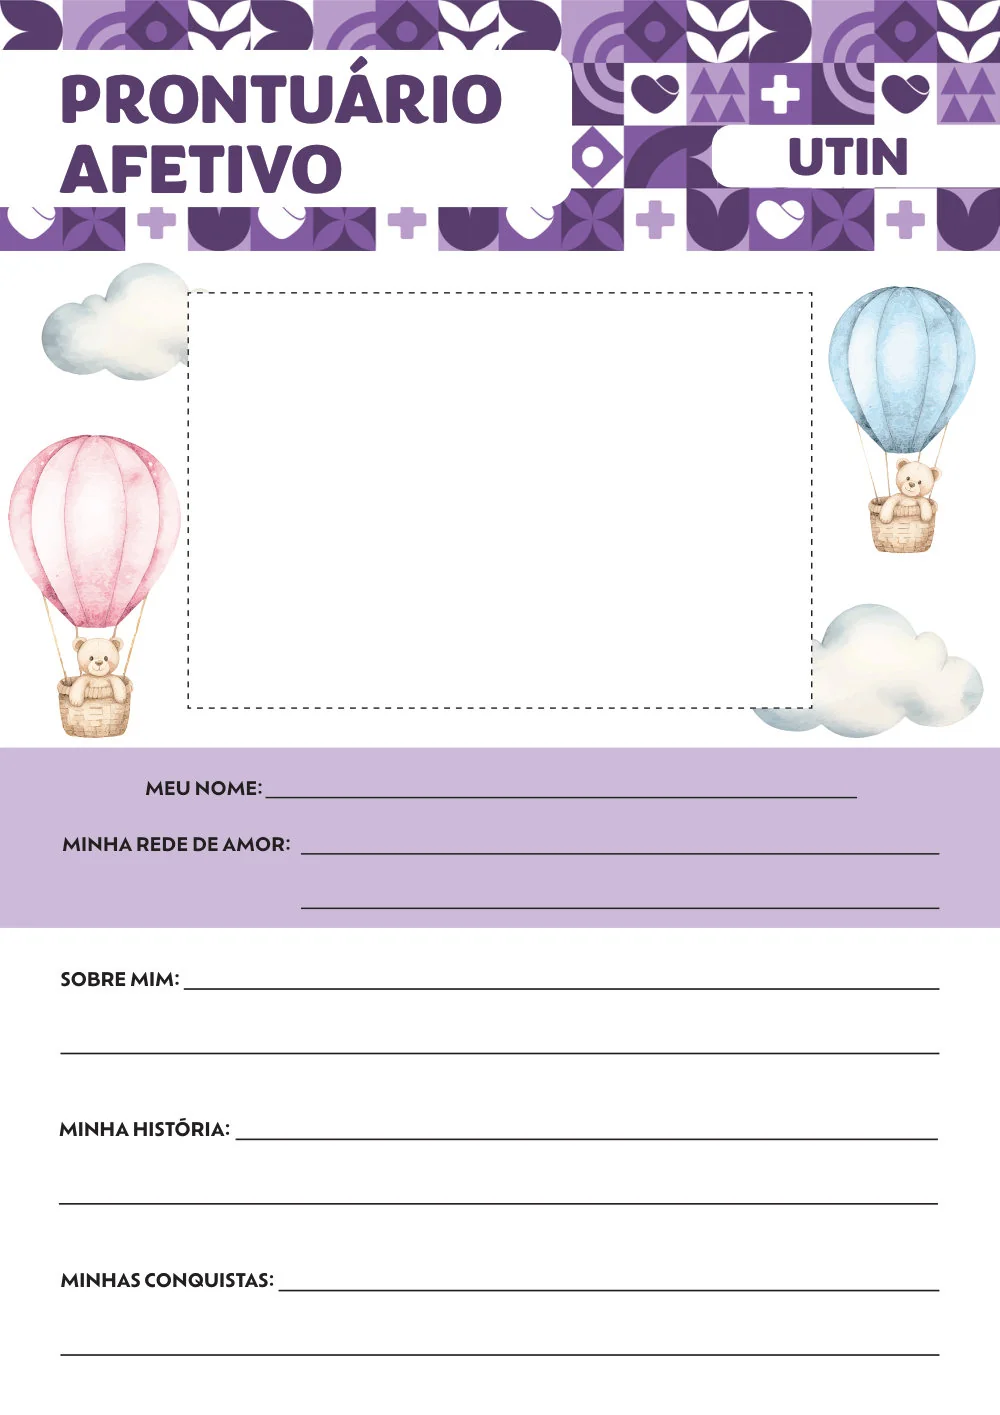 PRONTUÁRIO
AFETIVO
UTIN
MEU NOME:
MINHA REDE DE AMOR:
SOBRE MIM:
MINHA HISTÓRIA:
MINHAS CONQUISTAS: